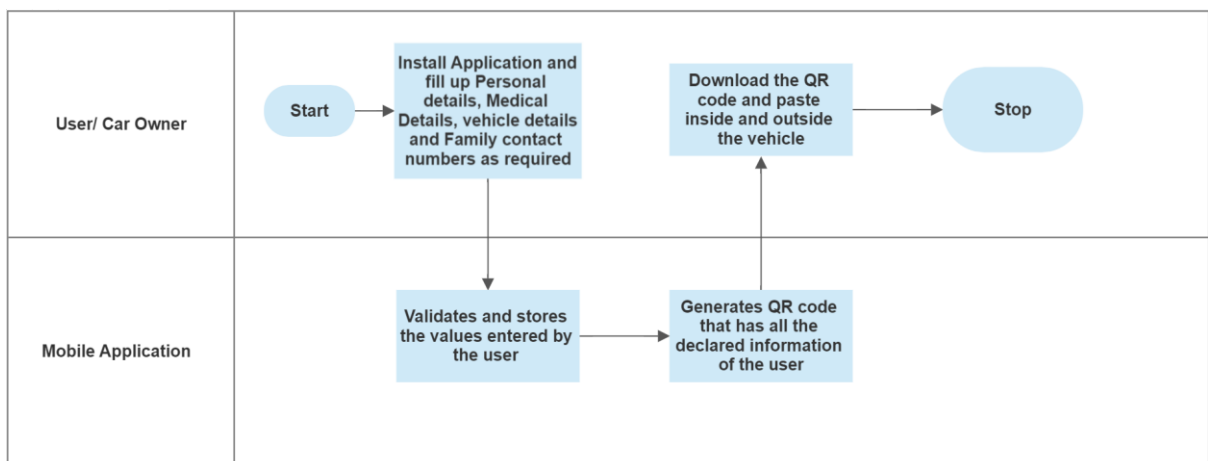 User/ Car Owner
Start
Install Application and
fill up Personal
details, Medical
Details, vehicle details
and Family contact
numbers as required
Download the QR
code and paste
inside and outside
the vehicle
Stop
Mobile Application
Validates and stores
the values entered by
the user
Generates QR code
that has all the
declared information
of the user